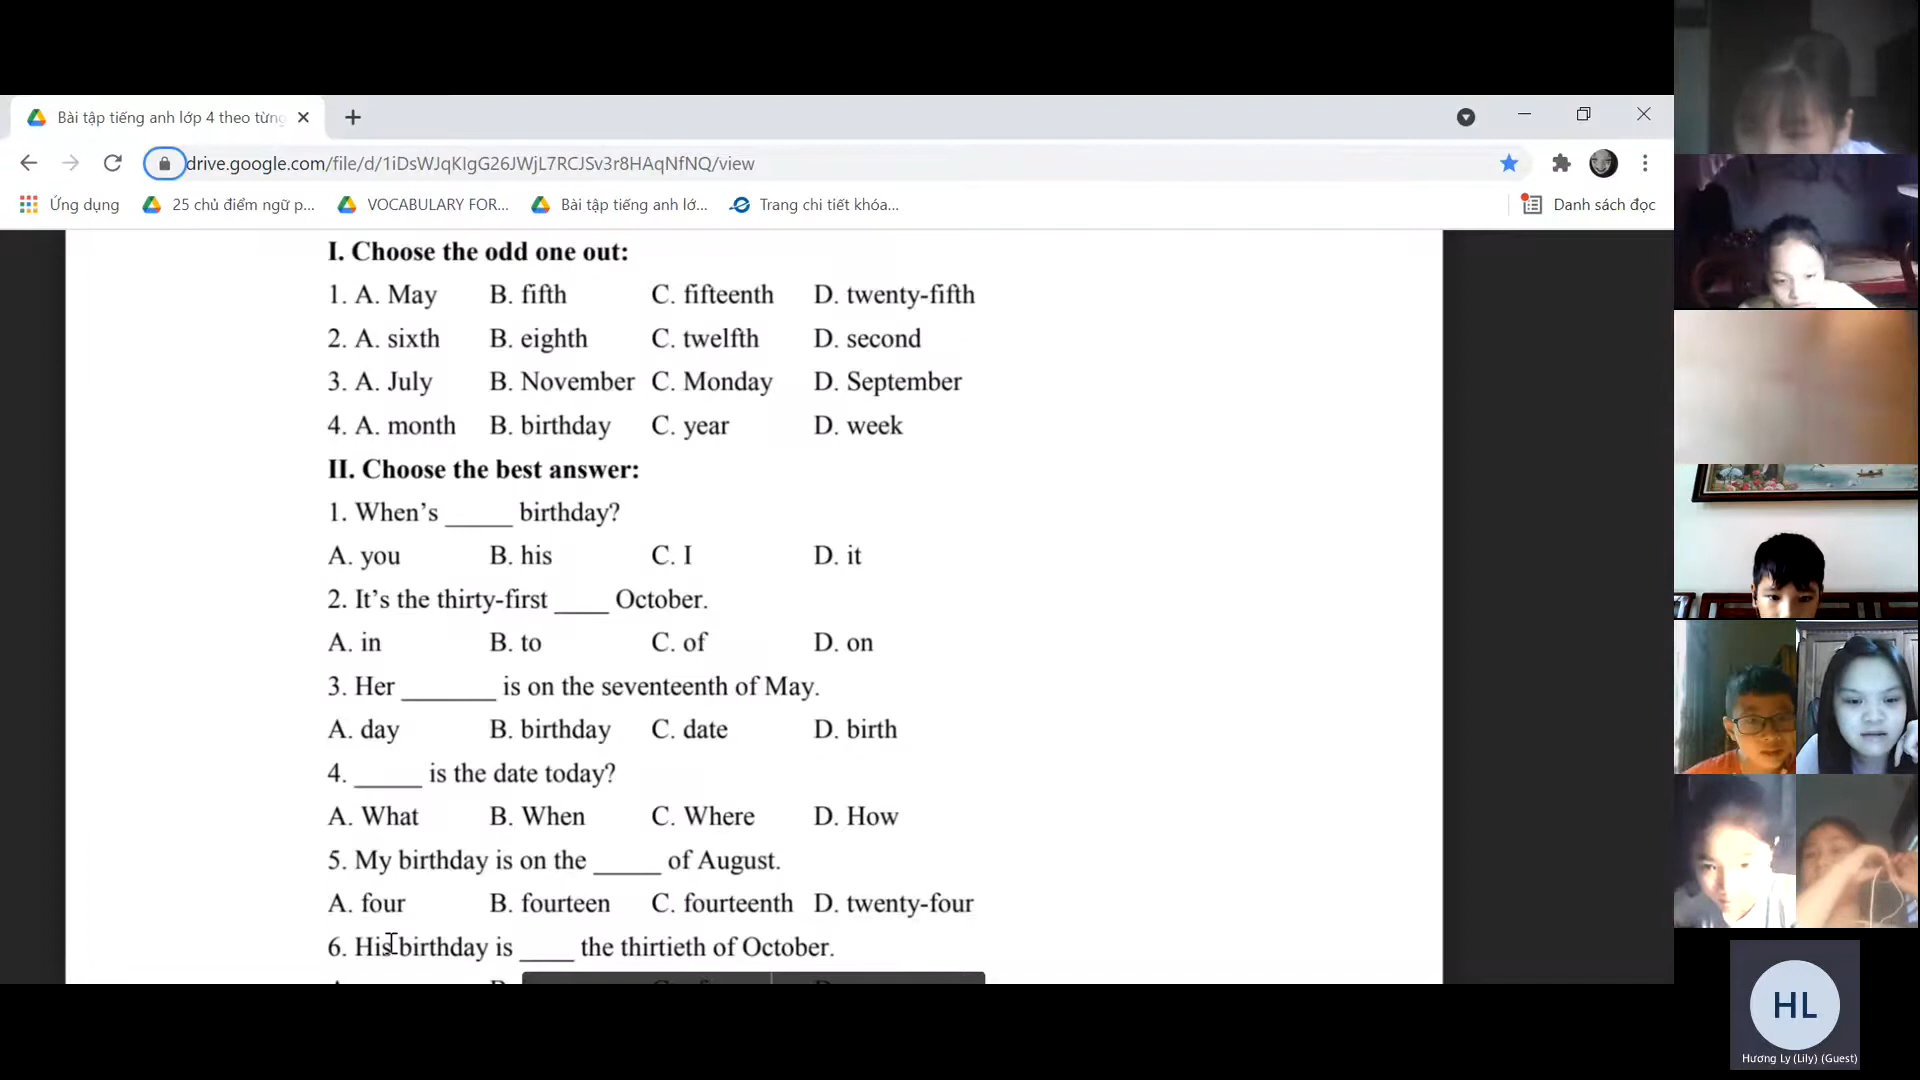 Bài tập tiếng anh lớp 4 theo từng
drive.google.com/file/d/1iDsWJqKIgG26JWjL7RCJSv3r8HAqNfNQ/view
Ứng dụng 25 chủ điểm ngữ p... VOCABULARY FOR... Bài tập tiếng anh lớ... Trang chi tiết khóa... Danh sách đọc
I. Choose the odd one out:
1. A. May B. fifth C. fifteenth D. twenty-fifth
2. A. sixth B. eighth C. twelfth D. second
3. A. July B. November C. Monday D. September
4. A. month B. birthday C. year D. week
II. Choose the best answer:
1. When’s _____ birthday?
A. you B. his C. I D. it
2. It’s the thirty-first ____ October.
A. in B. to C. of D. on
3. Her _______ is on the seventeenth of May.
A. day B. birthday C. date D. birth
4. _____ is the date today?
A. What B. When C. Where D. How
5. My birthday is on the _____ of August.
A. four B. fourteen C. fourteenth D. twenty-four
6. His birthday is ____ the thirtieth of October.
HL
Hương Ly (Lily) (Guest)